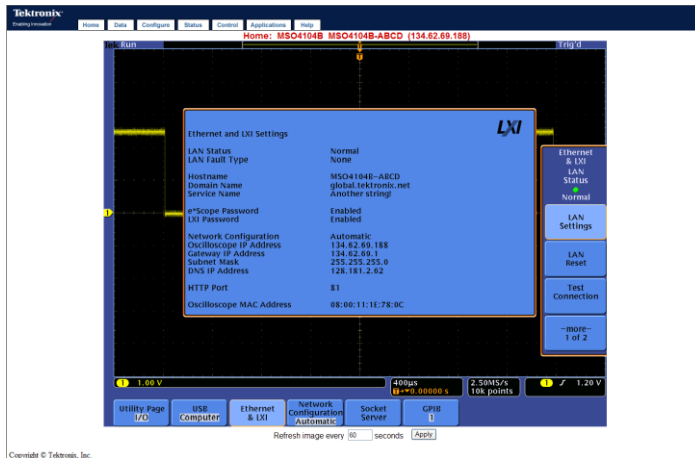 Tektronix
Enabling Innovation
Home Data Configure Status Control Applications Help
Home: MSO4104B MSO4104B-ABCD (134.62.69.188)
Tek Run Trig'd
LXI
Ethernet and LXI Settings
LAN Status Normal
LAN Fault Type None
Hostname MSO4104B-ABCD
Domain Name global.tektronix.net
Service Name Another string!
e*Scope Password Enabled
LXI Password Enabled
Network Configuration Automatic
Oscilloscope IP Address 134.62.69.188
Gateway IP Address 134.62.69.1
Subnet Mask 255.255.255.0
DNS IP Address 128.181.2.62
HTTP Port 81
Oscilloscope MAC Address 08:00:11:1E:78:0C
Ethernet
& LXI
LAN
Status
Normal
LAN
Settings
LAN
Reset
Test
Connection
-more-
1 of 2
1
1 1.00 V
400µs
0.00000 s
2.50MS/s
10k points
1 1.20 V
Utility Page
I/O
USB
Computer
Ethernet
& LXI
Network
Configuration
Automatic
Socket
Server
GPIB
1
Refresh image every 60 seconds Apply
Copyright © Tektronix, Inc.